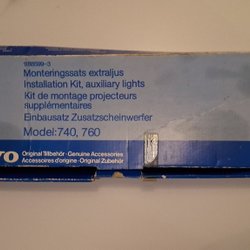 Monteringssats extraljus
Installation Kit, auxiliary lights
Kit de montage projecteurs
supplémentaires
Einbausatz Zusatzscheinwerfer
Model: 740, 760
VO
Original Tillbehör · Genuine Accessories
Accessoires d'origine · Original Zubehör